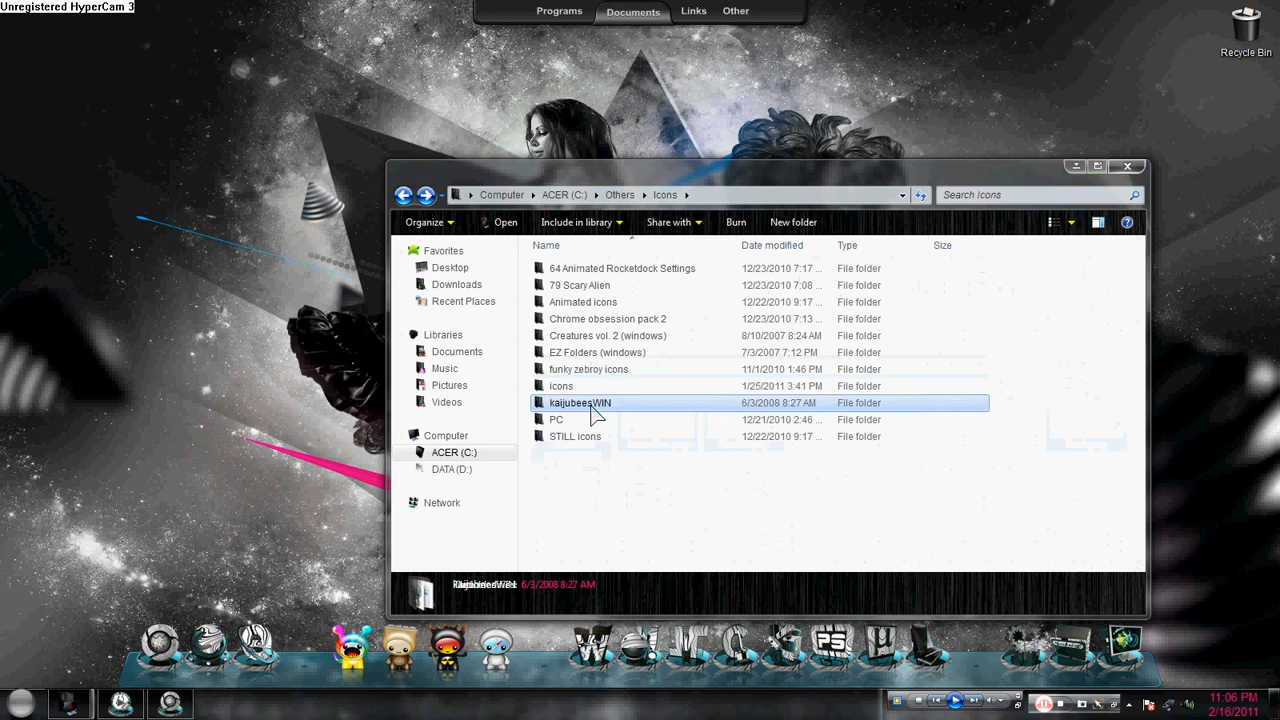 Unregistered HyperCam 3
Programs Documents Links Other
Recycle Bin
Computer ACER (C:) Others Icons Search Icons
Organize Open Include in library Share with Burn New folder
Name Date modified Type Size
Favorites
Desktop
Downloads
Recent Places
Libraries
Documents
Music
Pictures
Videos
Computer
ACER (C:)
DATA (D:)
Network
64 Animated Rocketdock Settings 12/23/2010 7:17 ... File folder
79 Scary Alien 12/23/2010 7:08 ... File folder
Animated icons 12/22/2010 9:17 ... File folder
Chrome obsession pack 2 12/23/2010 7:13 ... File folder
Creatures vol. 2 (windows) 8/10/2007 8:24 AM File folder
EZ Folders (windows) 7/3/2007 7:12 PM File folder
funky zebroy icons 11/1/2010 1:46 PM File folder
icons 1/25/2011 3:41 PM File folder
kaijubeesWIN 6/3/2008 8:27 AM File folder
PC 12/21/2010 2:46 ... File folder
STILL icons 12/22/2010 9:17 ... File folder
6/3/2008 8:27 AM
W
PS
11:06 PM
2/16/2011